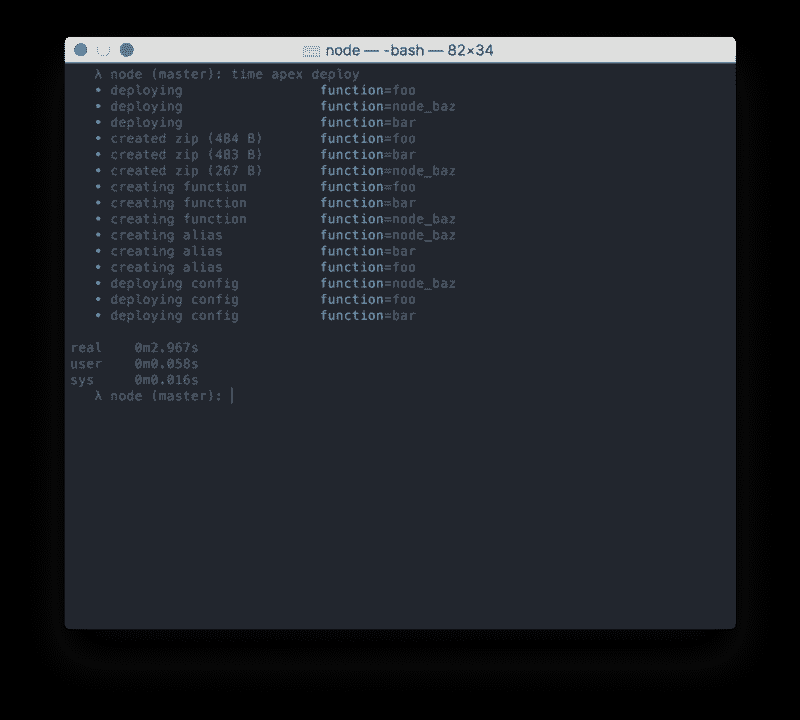 node — -bash — 82×34
λ node (master): time apex deploy
• deploying function=foo
• deploying function=node_baz
• deploying function=bar
• created zip (484 B) function=foo
• created zip (483 B) function=bar
• created zip (267 B) function=node_baz
• creating function function=foo
• creating function function=bar
• creating function function=node_baz
• creating alias function=node_baz
• creating alias function=bar
• creating alias function=foo
• deploying config function=node_baz
• deploying config function=foo
• deploying config function=bar
real 0m2.967s
user 0m0.058s
sys 0m0.016s
λ node (master):